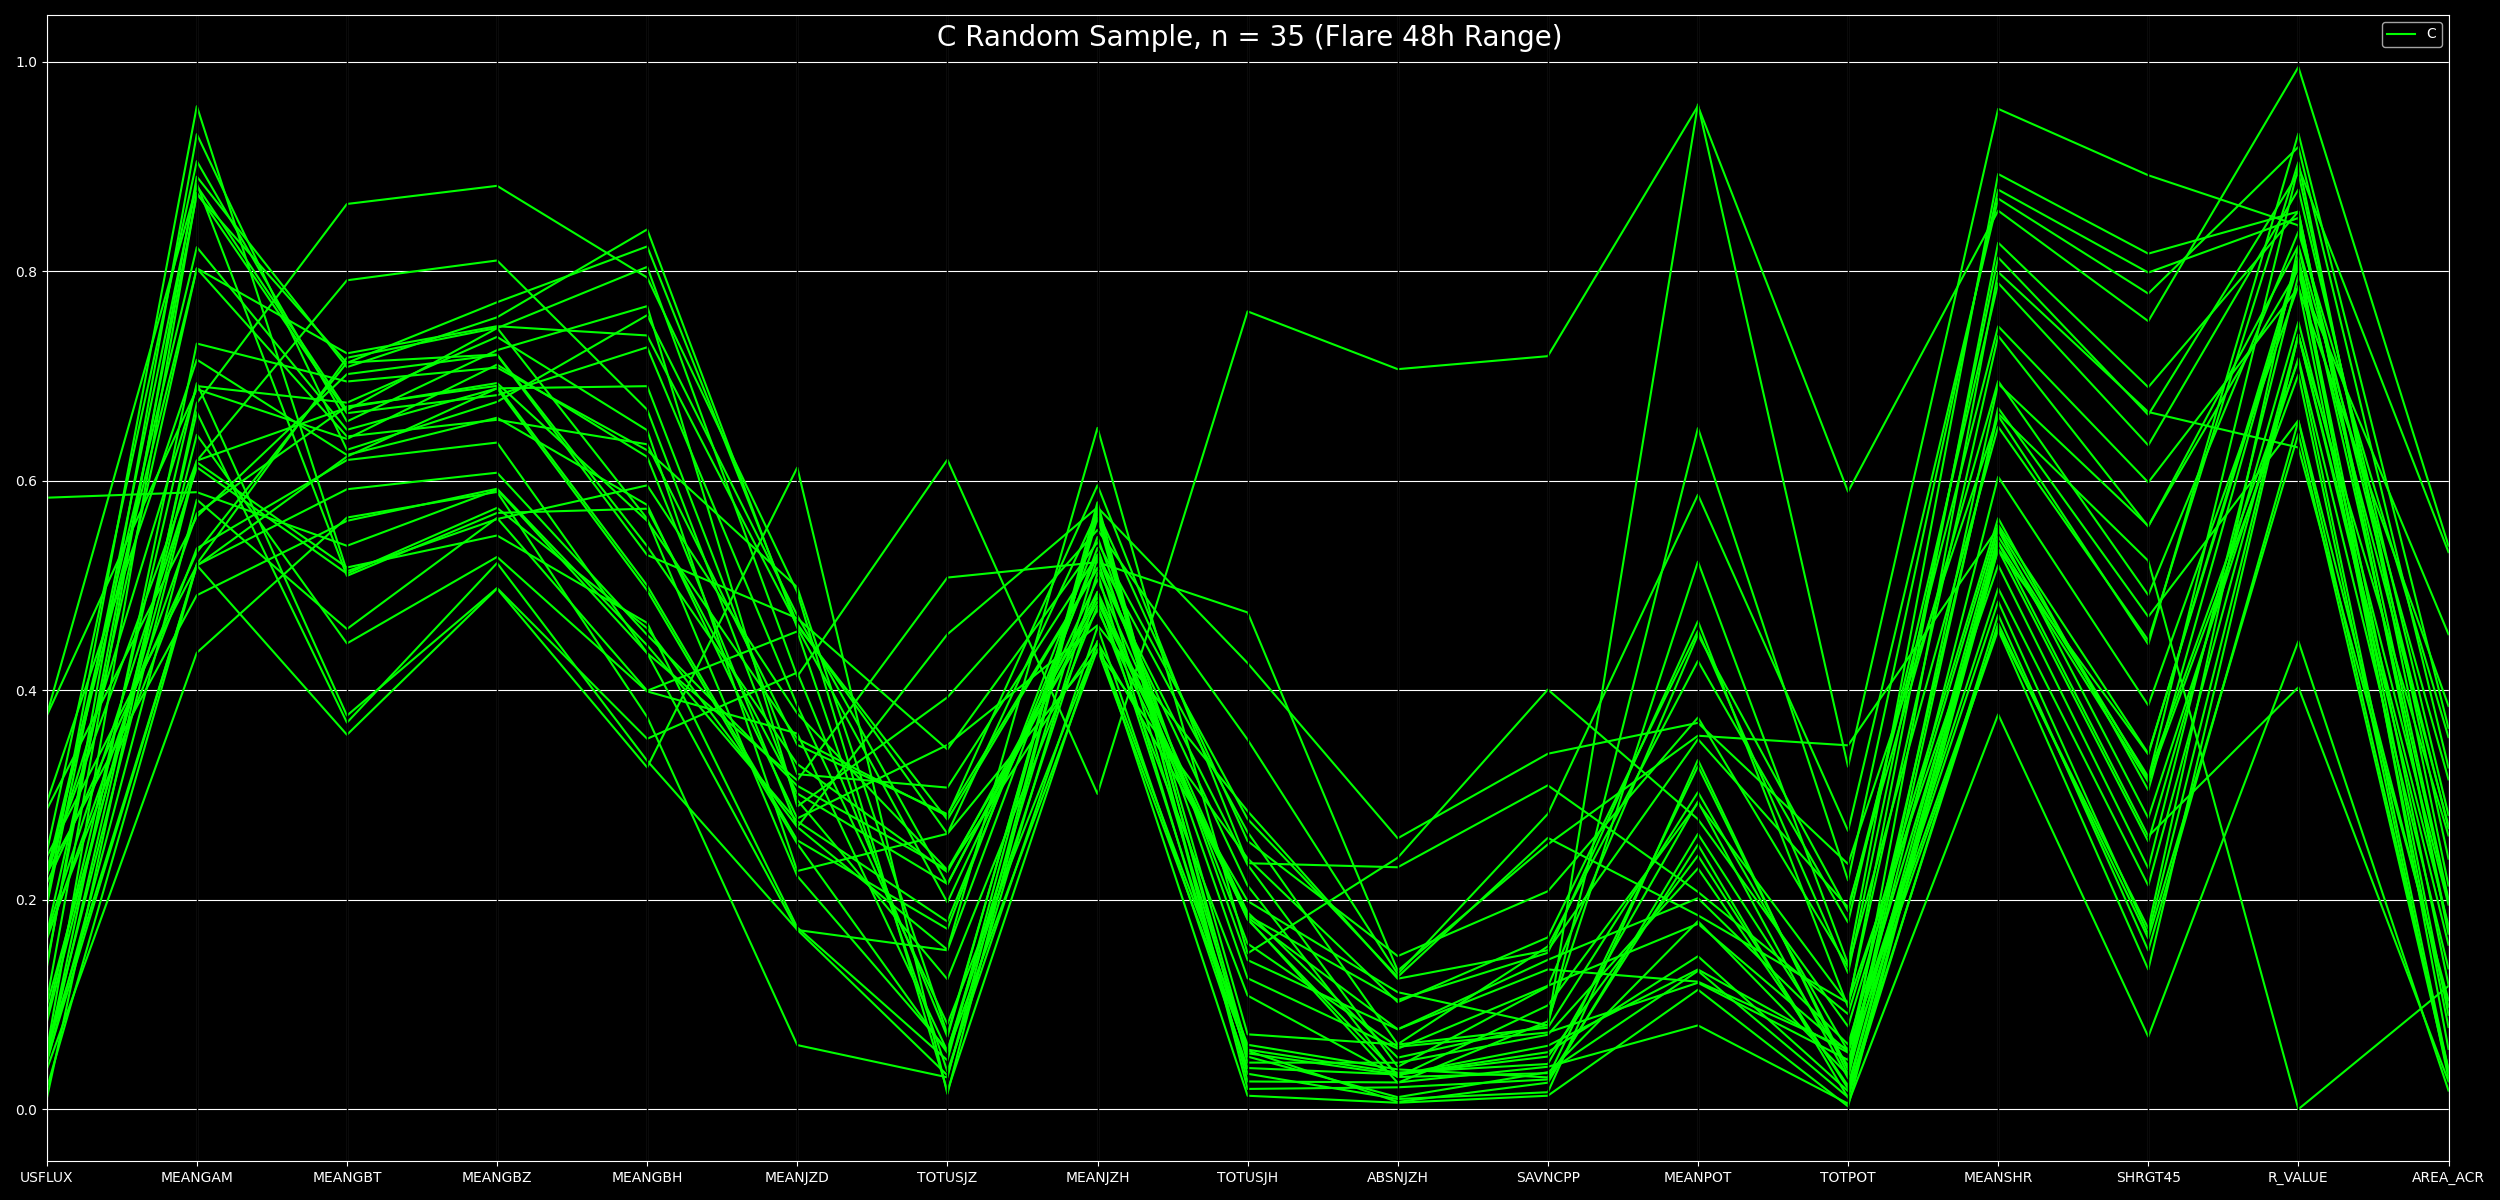 C Random Sample, n = 35 (Flare 48h Range)
C
1.0
0.8
0.6
0.4
0.2
0.0
USFLUX MEANGAM MEANGBT MEANGBZ MEANGBH MEANJZD TOTUSJZ MEANJZH TOTUSJH ABSNJZH SAVNCPP MEANPOT TOTPOT MEANSHR SHRGT45 R_VALUE AREA_ACR